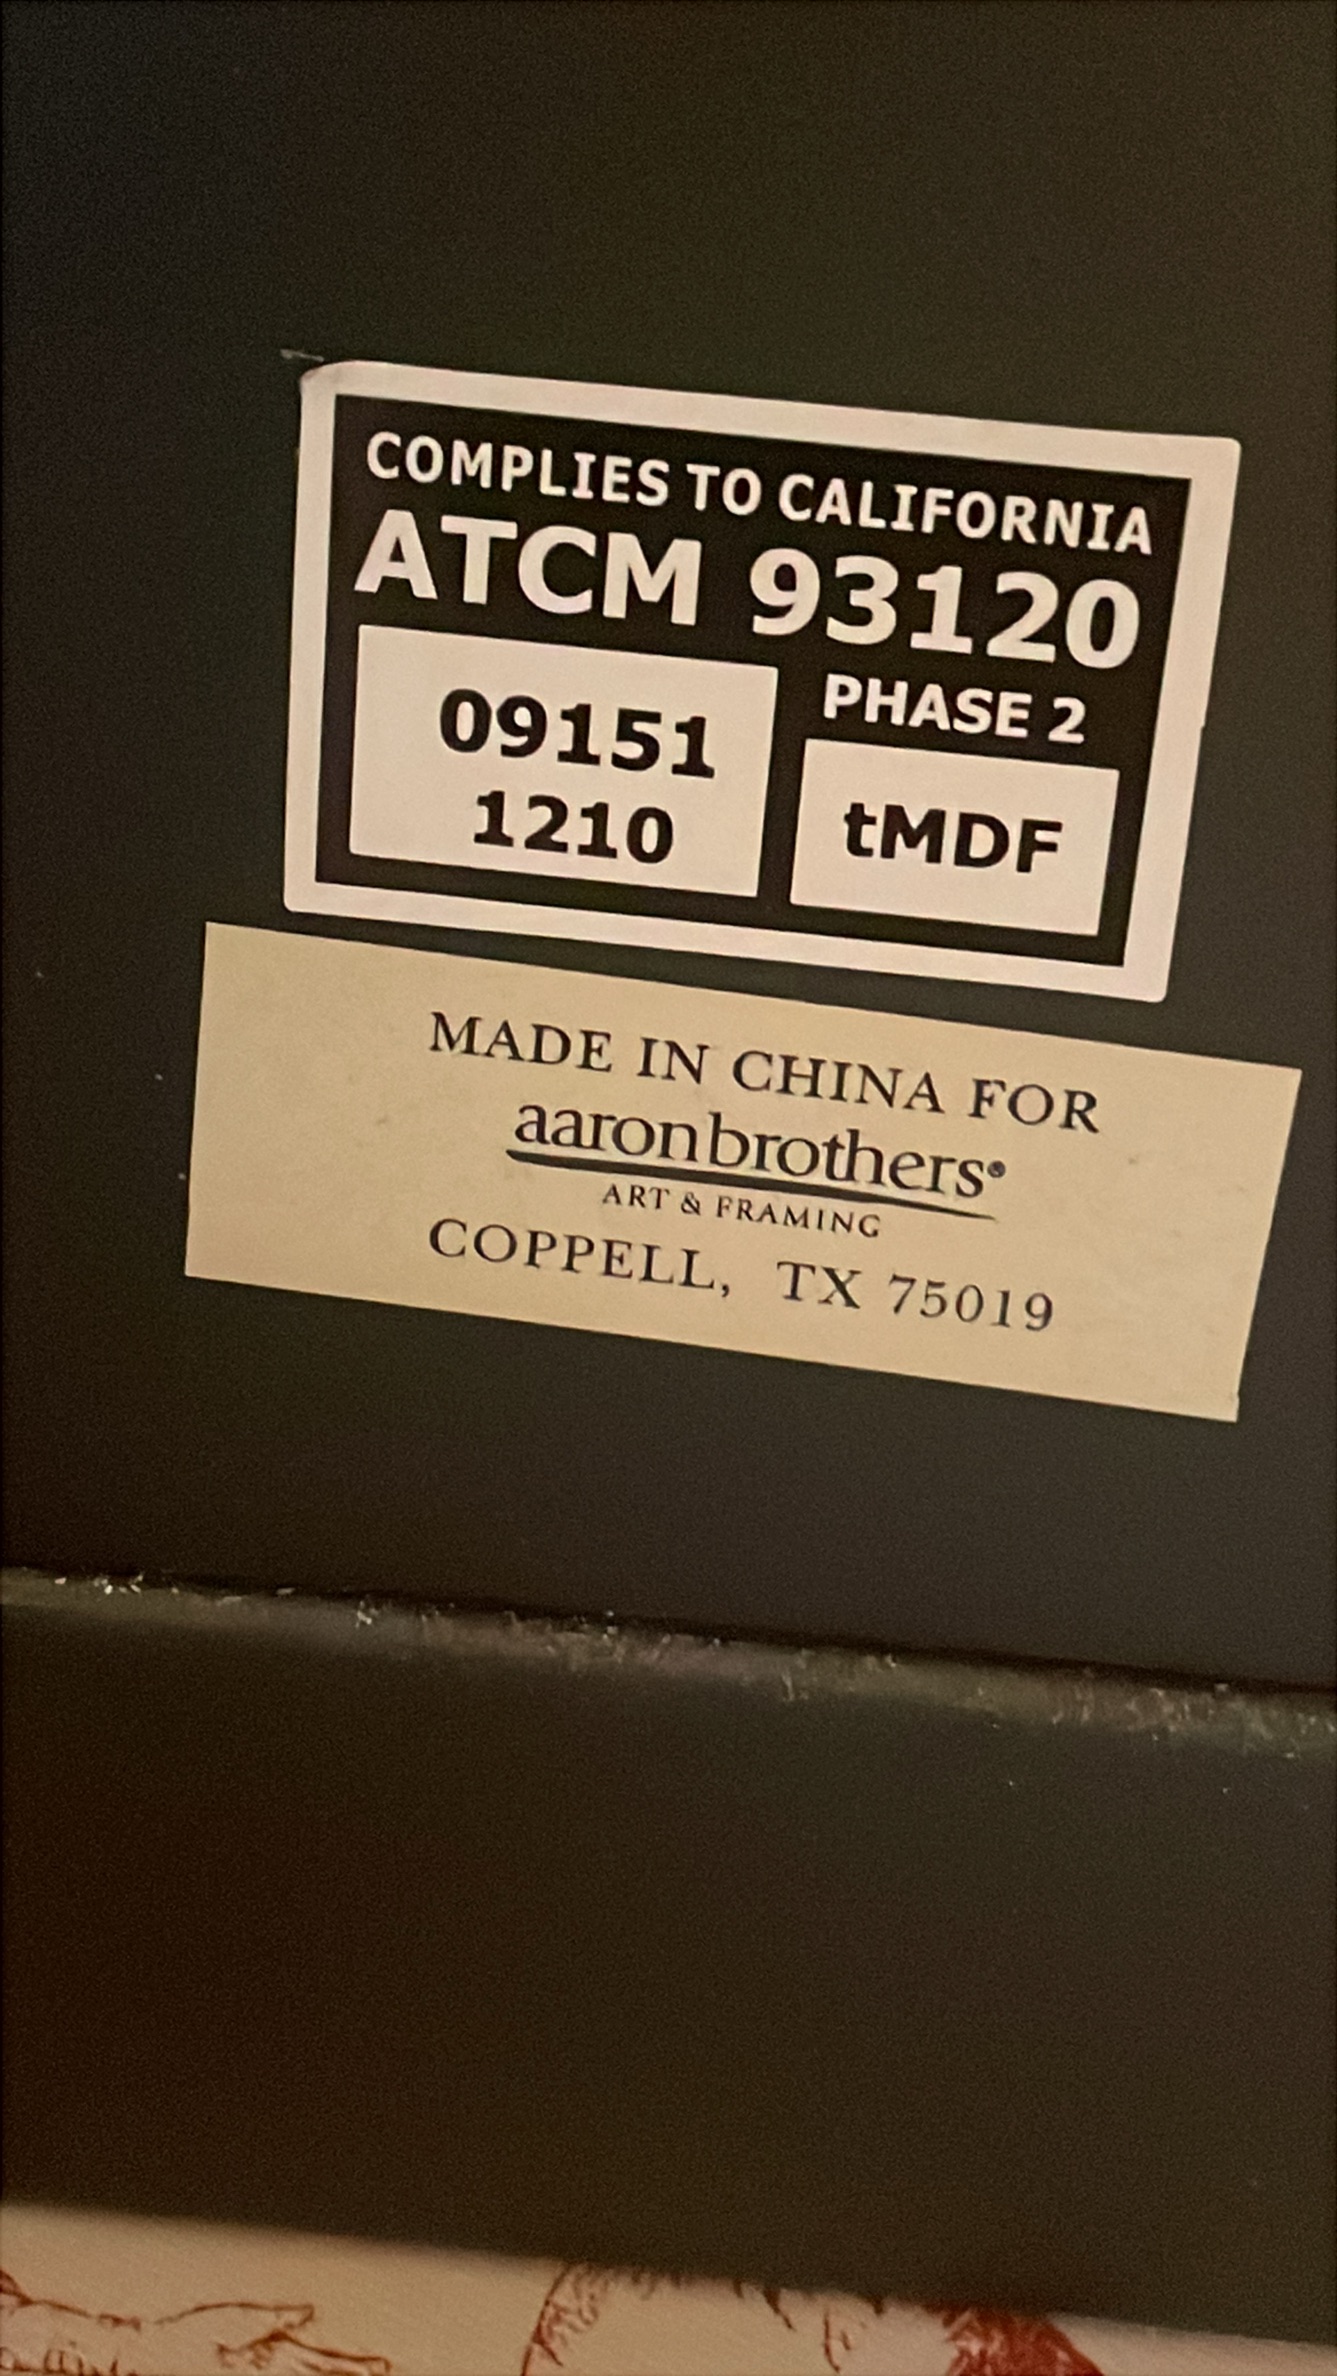 COMPLIES TO CALIFORNIA
ATCM 93120
PHASE 2
09151
1210
tMDF
MADE IN CHINA FOR
aaronbrothers®
ART & FRAMING
COPPELL, TX 75019